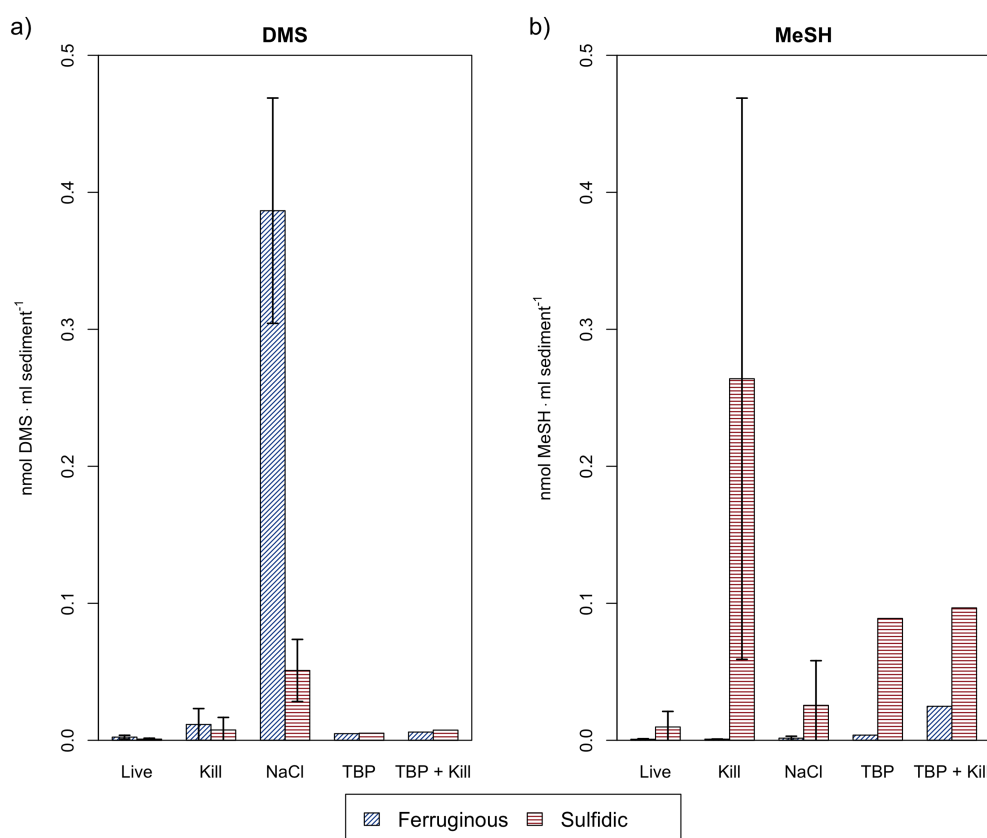 a)
DMS
nmol DMS · ml sediment⁻¹
0.5
0.4
0.3
0.2
0.1
0.0
Live Kill NaCl TBP TBP + Kill
b)
MeSH
nmol MeSH · ml sediment⁻¹
0.5
0.4
0.3
0.2
0.1
0.0
Live Kill NaCl TBP TBP + Kill
Ferruginous Sulfidic